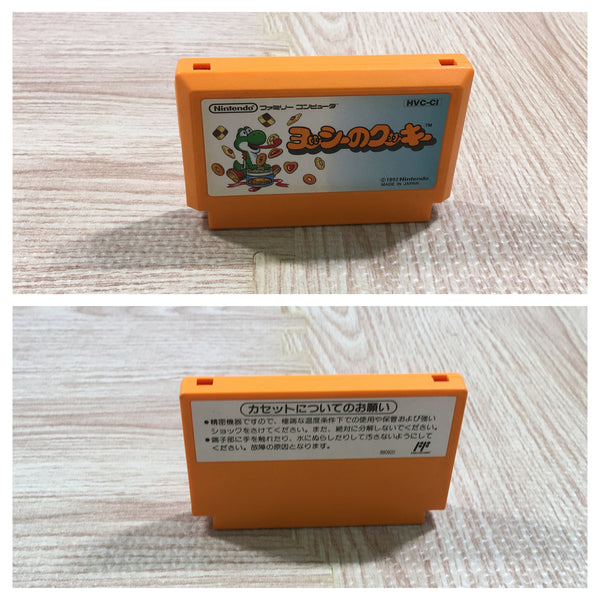 Nintendo ファミリー コンピュータ
HVC-CI
ヨッシーのクッキー™
©1992 Nintendo
MADE IN JAPAN
カセットについてのお願い
●精密機器ですので、極端な温度条件下での使用や保管および強い
ショックをさけてください。また、絶対に分解しないでください。
●端子部に手を触れたり、水にぬらしたりして汚さないようにして
ください。故障の原因となります。